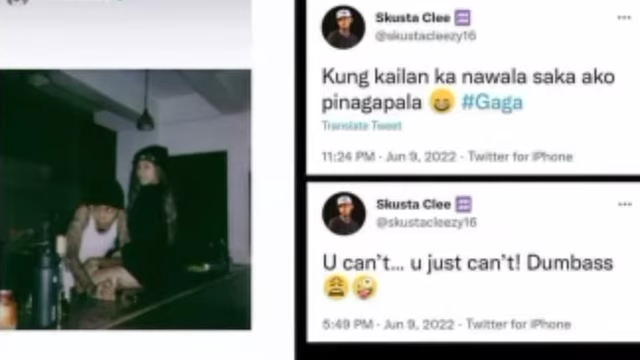 Skusta Clee
@skustacleezy16
Kung kailan ka nawala saka ako
pinagapala 😄 #Gaga
Translate Tweet
11:24 PM · Jun 9, 2022 · Twitter for iPhone
Skusta Clee
@skustacleezy16
U can't... u just can't! Dumbass
😩🤪
5:49 PM · Jun 9, 2022 · Twitter for iPhone